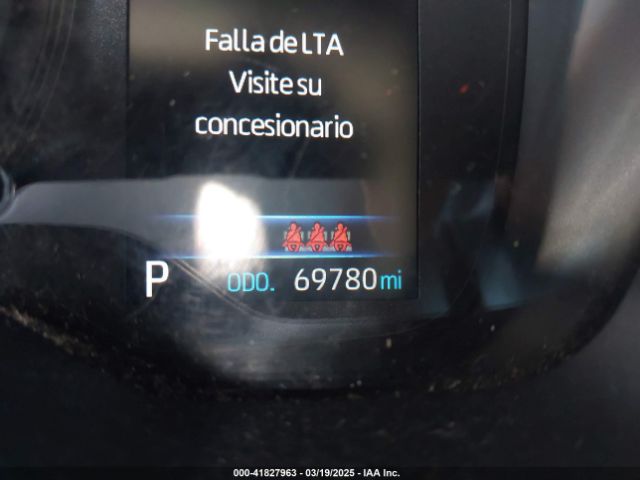 Falla de LTA
Visite su
concesionario
P ODO. 69780 mi
000-41827963 - 03/19/2025 - IAA Inc.